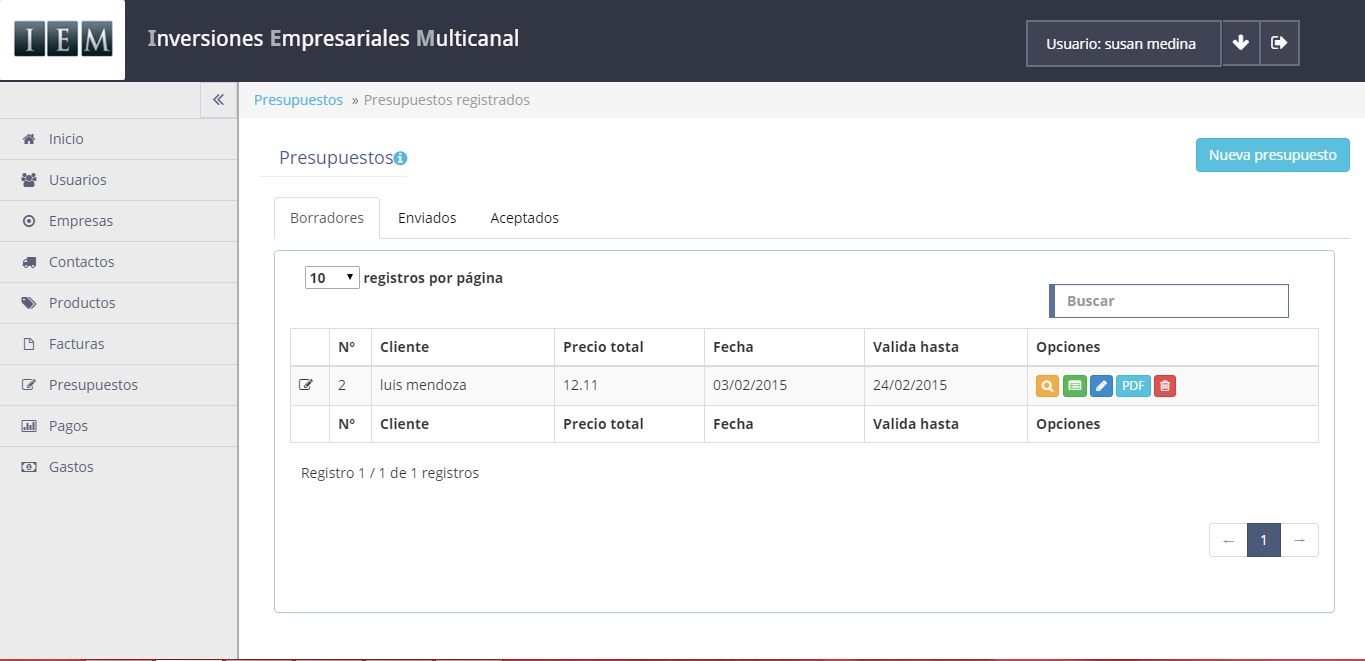 IEM
Inversiones Empresariales Multicanal
Usuario: susan medina
Presupuestos » Presupuestos registrados
Inicio
Usuarios
Empresas
Contactos
Productos
Facturas
Presupuestos
Pagos
Gastos
Presupuestos
Nueva presupuesto
Borradores Enviados Aceptados
10 registros por página
Buscar
Nº Cliente Precio total Fecha Valida hasta Opciones
2 luis mendoza 12.11 03/02/2015 24/02/2015 PDF
Nº Cliente Precio total Fecha Valida hasta Opciones
Registro 1 / 1 de 1 registros
← 1 →